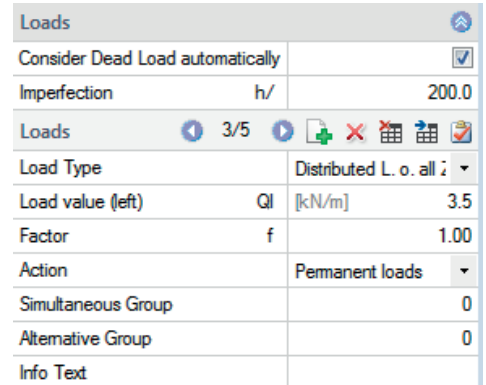 Loads
Consider Dead Load automatically
Imperfection h/ 200.0
Loads 3/5
Load Type Distributed L. o. all
Load value (left) Ql [kN/m] 3.5
Factor f 1.00
Action Permanent loads
Simultaneous Group 0
Alternative Group 0
Info Text